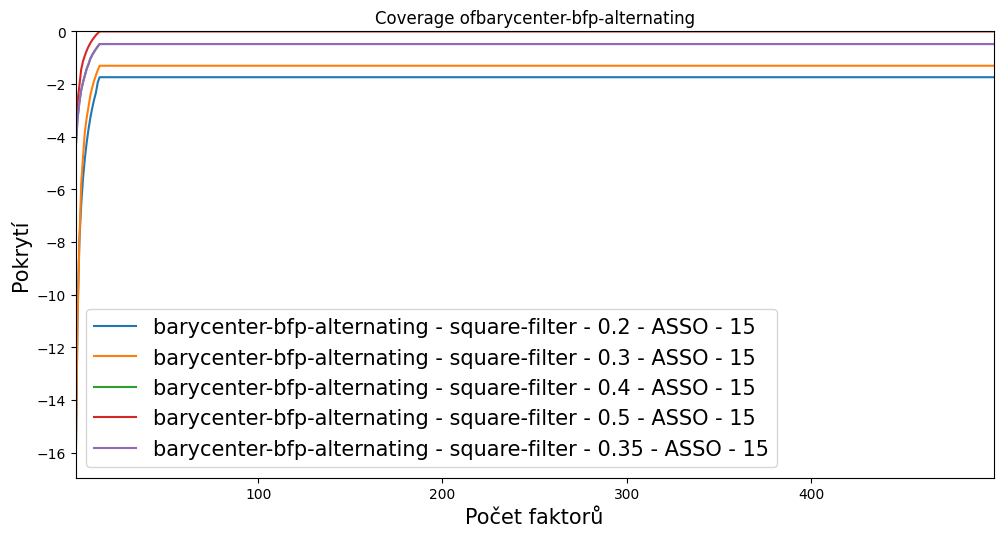 Coverage ofbarycenter-bfp-alternating
0
−2
−4
−6
−8
−10
−12
−14
−16
Pokrytí
barycenter-bfp-alternating - square-filter - 0.2 - ASSO - 15
barycenter-bfp-alternating - square-filter - 0.3 - ASSO - 15
barycenter-bfp-alternating - square-filter - 0.4 - ASSO - 15
barycenter-bfp-alternating - square-filter - 0.5 - ASSO - 15
barycenter-bfp-alternating - square-filter - 0.35 - ASSO - 15
100 200 300 400
Počet faktorů